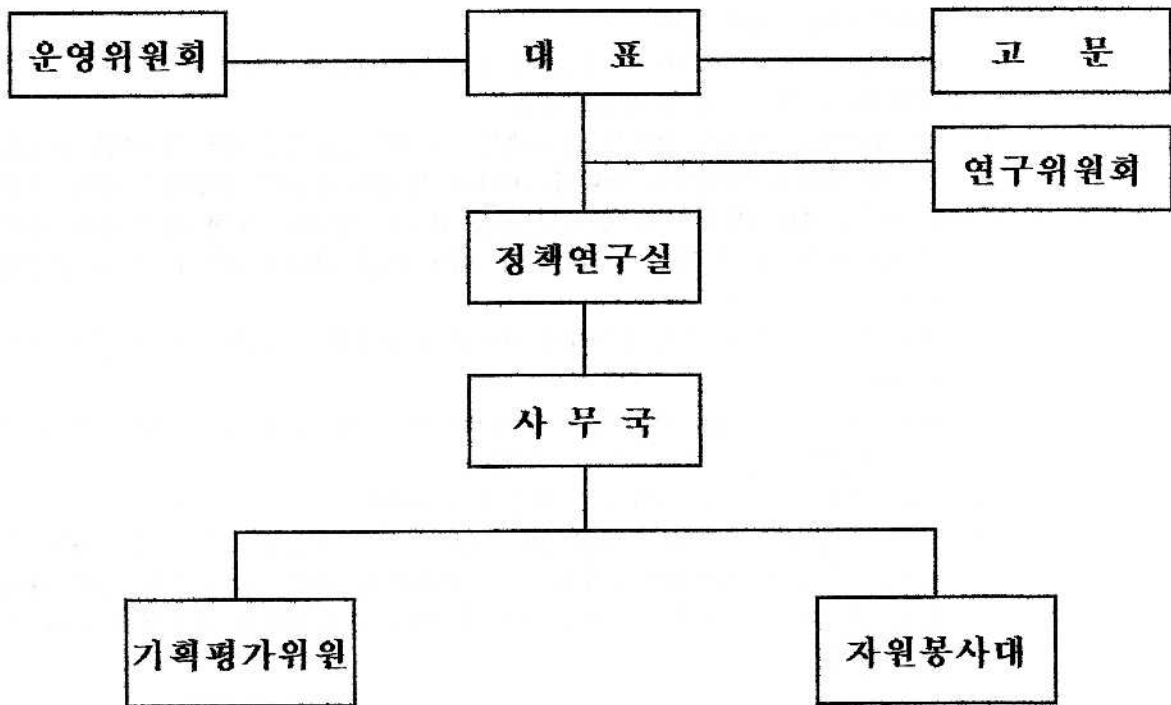 운영위원회
대 표
고 문
연구위원회
정책연구실
사 무 국
기획평가위원
자원봉사대